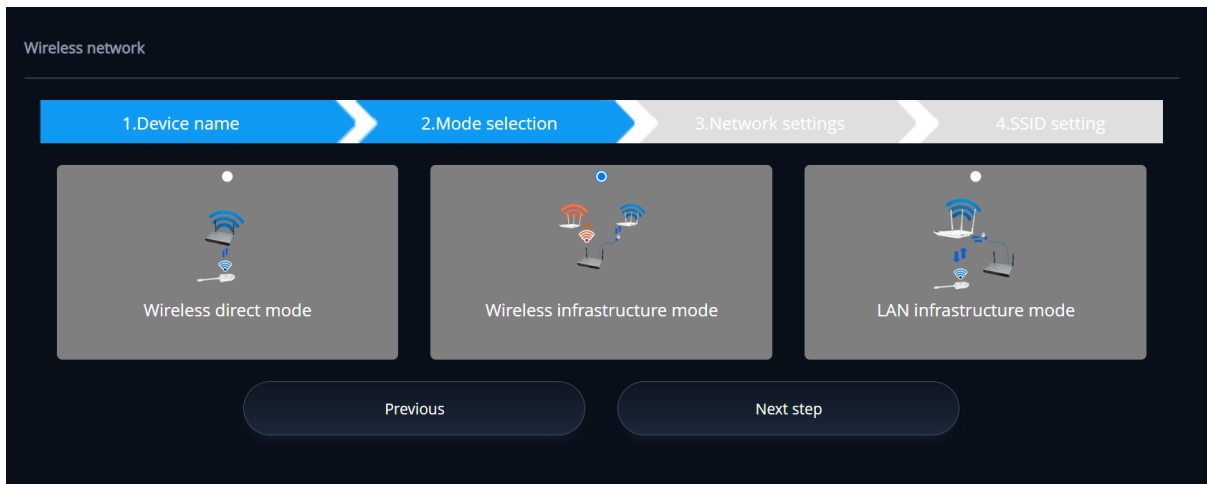 Wireless network
1.Device name
2.Mode selection
3.Network settings
4.SSID setting
Wireless direct mode
Wireless infrastructure mode
LAN infrastructure mode
Previous
Next step